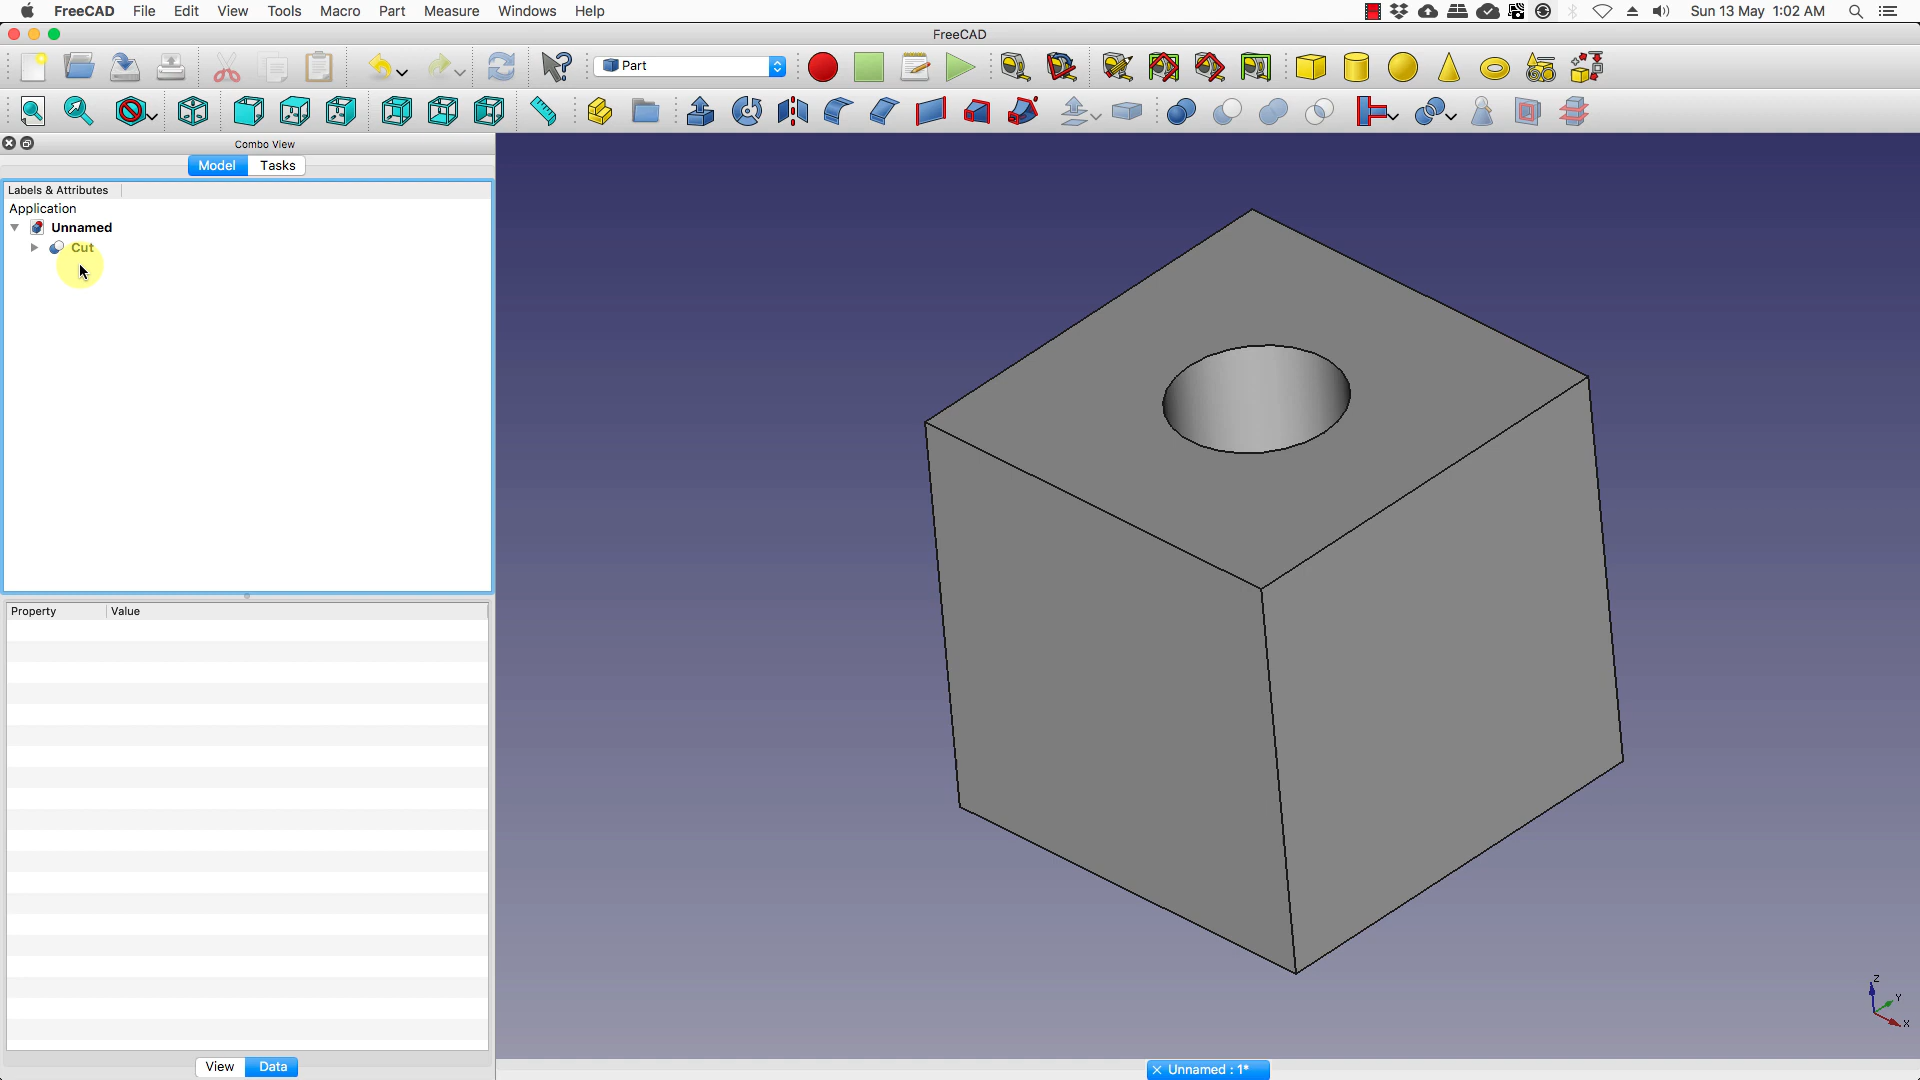 FreeCAD File Edit View Tools Macro Part Measure Windows Help Sun 13 May 1:02 AM
FreeCAD
Part
Combo View
Model Tasks
Labels & Attributes
Application
Unnamed
Cut
Property Value
Z
Y
X
View Data
Unnamed : 1*